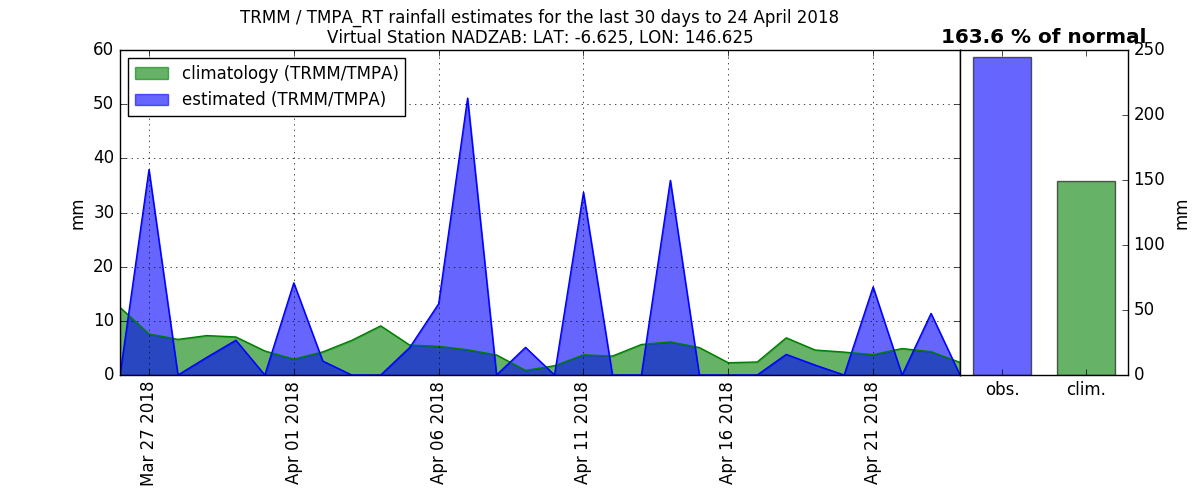 TRMM / TMPA_RT rainfall estimates for the last 30 days to 24 April 2018
Virtual Station NADZAB: LAT: -6.625, LON: 146.625
163.6 % of normal
climatology (TRMM/TMPA)
estimated (TRMM/TMPA)
60
50
40
30
20
10
0
mm
Mar 27 2018
Apr 01 2018
Apr 06 2018
Apr 11 2018
Apr 16 2018
Apr 21 2018
250
200
150
100
50
0
mm
obs.
clim.